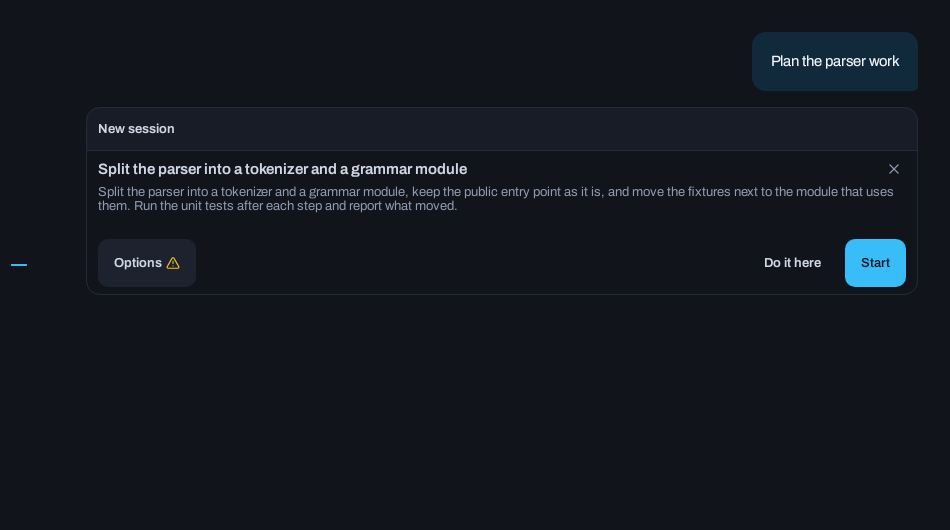 Plan the parser work
New session
Split the parser into a tokenizer and a grammar module
Split the parser into a tokenizer and a grammar module, keep the public entry point as it is, and move the fixtures next to the module that uses
them. Run the unit tests after each step and report what moved.
Options
Do it here
Start